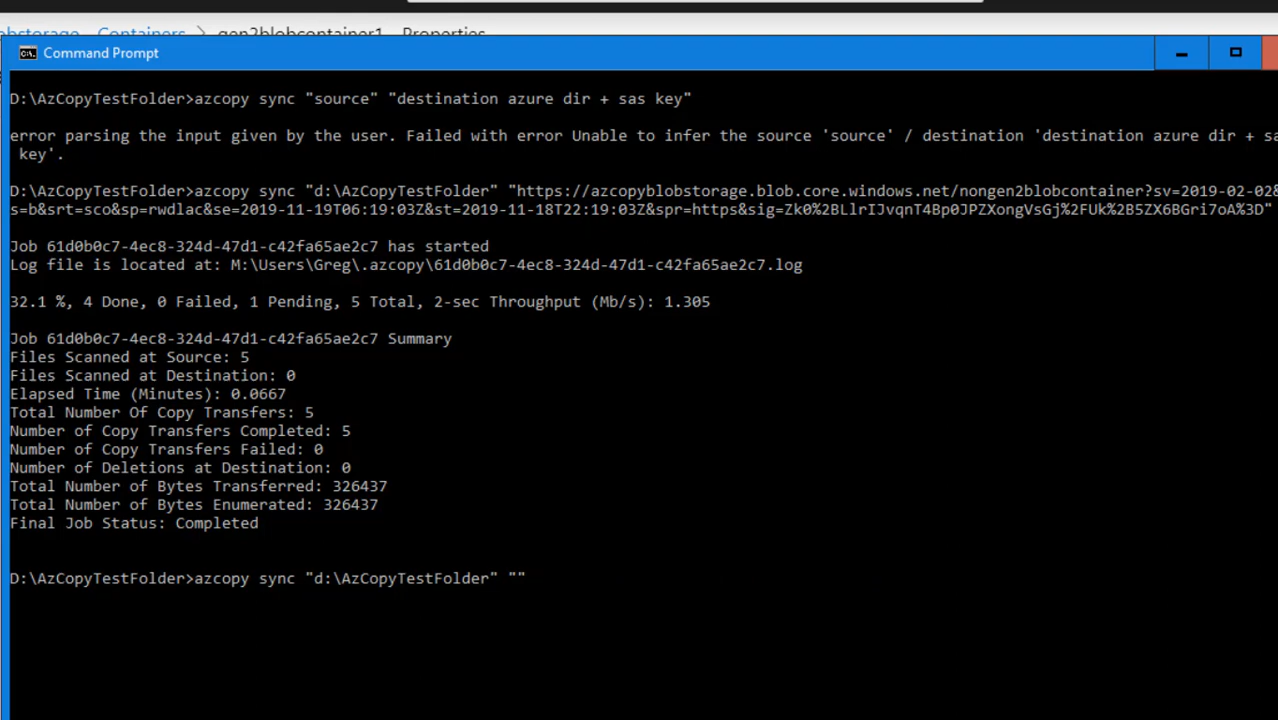 Containers
gen2blobcontainer1 - Properties
Command Prompt
D:\AzCopyTestFolder>azcopy sync "source" "destination azure dir + sas key"
error parsing the input given by the user. Failed with error Unable to infer the source 'source' / destination 'destination azure dir + sa
key'.
D:\AzCopyTestFolder>azcopy sync "d:\AzCopyTestFolder" "https://azcopyblobstorage.blob.core.windows.net/nongen2blobcontainer?sv=2019-02-02&
s=b&srt=sco&sp=rwdlac&se=2019-11-19T06:19:03Z&st=2019-11-18T22:19:03Z&spr=https&sig=Zk0%2BLlrIJvqnT4Bp0JPZXongVsGj%2FUk%2B5ZX6BGri7oA%3D"
Job 61d0b0c7-4ec8-324d-47d1-c42fa65ae2c7 has started
Log file is located at: M:\Users\Greg\.azcopy\61d0b0c7-4ec8-324d-47d1-c42fa65ae2c7.log
32.1 %, 4 Done, 0 Failed, 1 Pending, 5 Total, 2-sec Throughput (Mb/s): 1.305
Job 61d0b0c7-4ec8-324d-47d1-c42fa65ae2c7 Summary
Files Scanned at Source: 5
Files Scanned at Destination: 0
Elapsed Time (Minutes): 0.0667
Total Number Of Copy Transfers: 5
Number of Copy Transfers Completed: 5
Number of Copy Transfers Failed: 0
Number of Deletions at Destination: 0
Total Number of Bytes Transferred: 326437
Total Number of Bytes Enumerated: 326437
Final Job Status: Completed
D:\AzCopyTestFolder>azcopy sync "d:\AzCopyTestFolder" ""